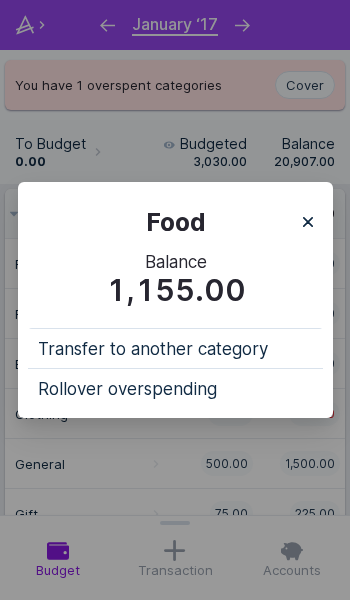 January ‘17
You have 1 overspent categories
Cover
To Budget
0.00
Budgeted
3,030.00
Balance
20,907.00
Food
Balance
1,155.00
Transfer to another category
Rollover overspending
Clothing
General
500.00
1,500.00
Gift
75.00
225.00
Budget
Transaction
Accounts